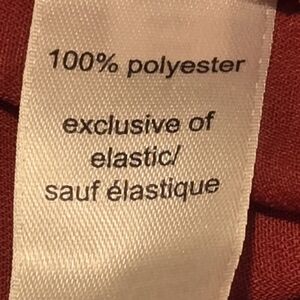 100% polyester
exclusive of
elastic/
sauf élastique